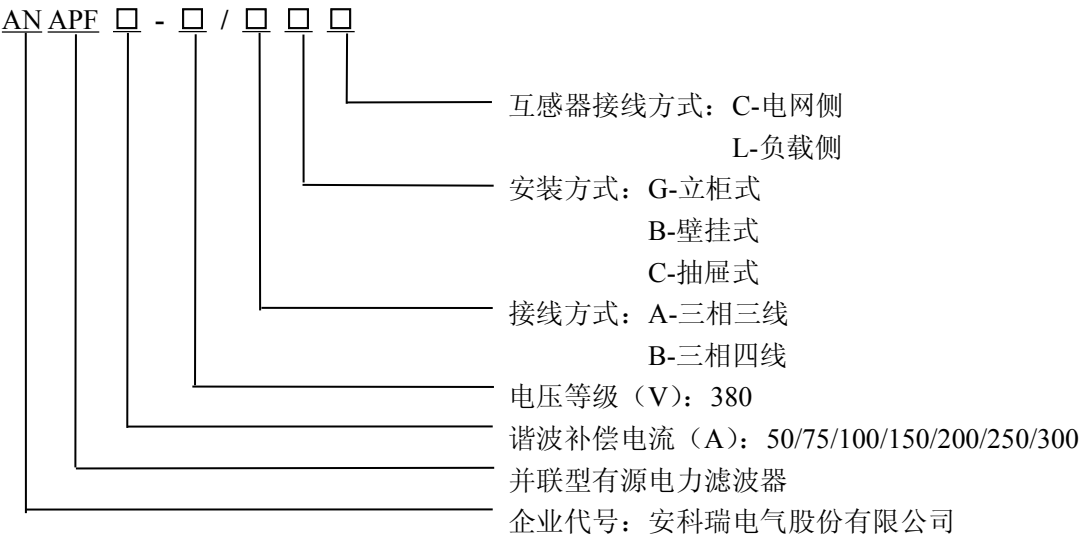 AN APF □ - □ / □ □ □
互感器接线方式：C-电网侧
L-负载侧
安装方式：G-立柜式
B-壁挂式
C-抽屉式
接线方式：A-三相三线
B-三相四线
电压等级（V）：380
谐波补偿电流（A）：50/75/100/150/200/250/300
并联型有源电力滤波器
企业代号：安科瑞电气股份有限公司